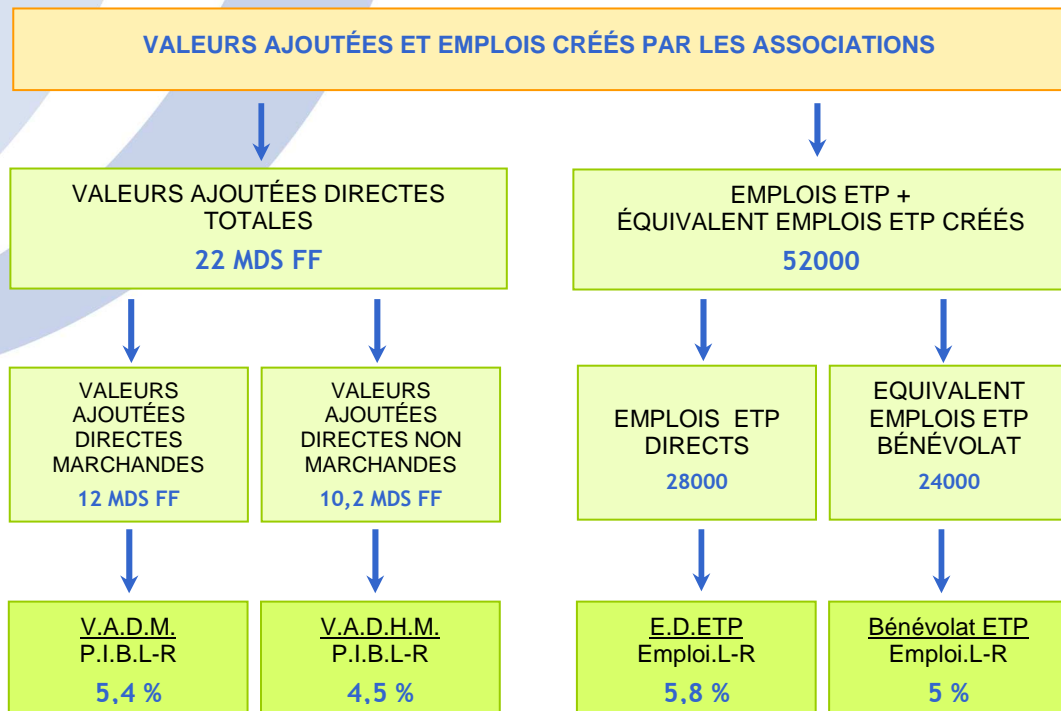 VALEURS AJOUTÉES ET EMPLOIS CRÉÉS PAR LES ASSOCIATIONS
VALEURS AJOUTÉES DIRECTES
TOTALES
22 MDS FF
EMPLOIS ETP +
ÉQUIVALENT EMPLOIS ETP CRÉÉS
52000
VALEURS
AJOUTÉES
DIRECTES
MARCHANDES
12 MDS FF
VALEURS
AJOUTÉES
DIRECTES NON
MARCHANDES
10,2 MDS FF
EMPLOIS ETP
DIRECTS
28000
EQUIVALENT
EMPLOIS ETP
BÉNÉVOLAT
24000
V.A.D.M.
P.I.B.L-R
5,4 %
V.A.D.H.M.
P.I.B.L-R
4,5 %
E.D.ETP
Emploi.L-R
5,8 %
Bénévolat ETP
Emploi.L-R
5 %